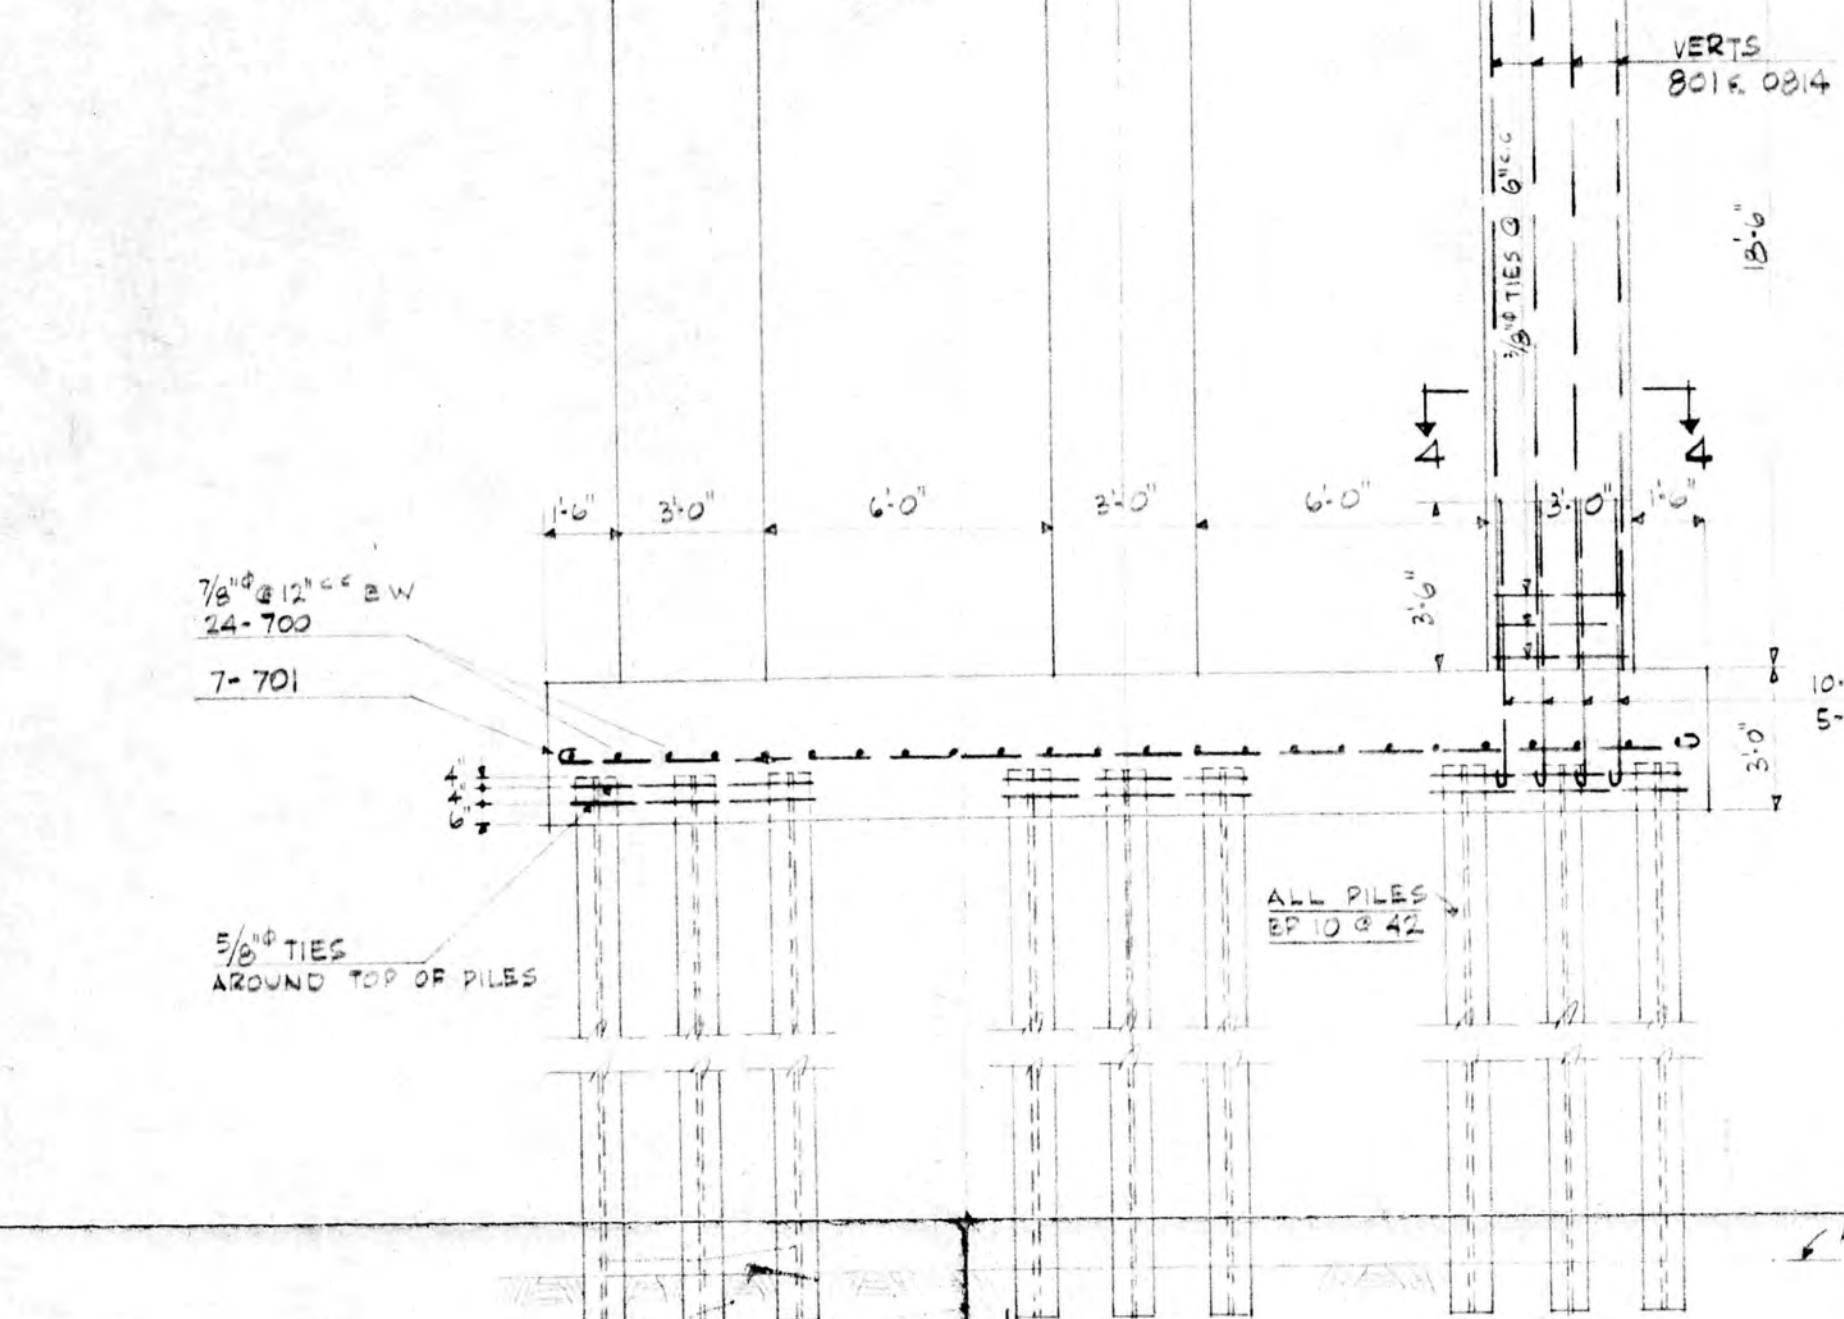 VERTS
801 & 0814
3/8"φ TIES @ 6" c.c
18'-6"
4
4
1'-6"
3'-0"
6'-0"
3'-0"
6'-0"
3'-0"
1'-6"
3'-6"
7/8"φ @ 12" c c E W
24-700
7-701
10-
5-
3'-0"
4"
4"
6"
5/8"φ TIES
AROUND TOP OF PILES
ALL PILES
BP 10 @ 42